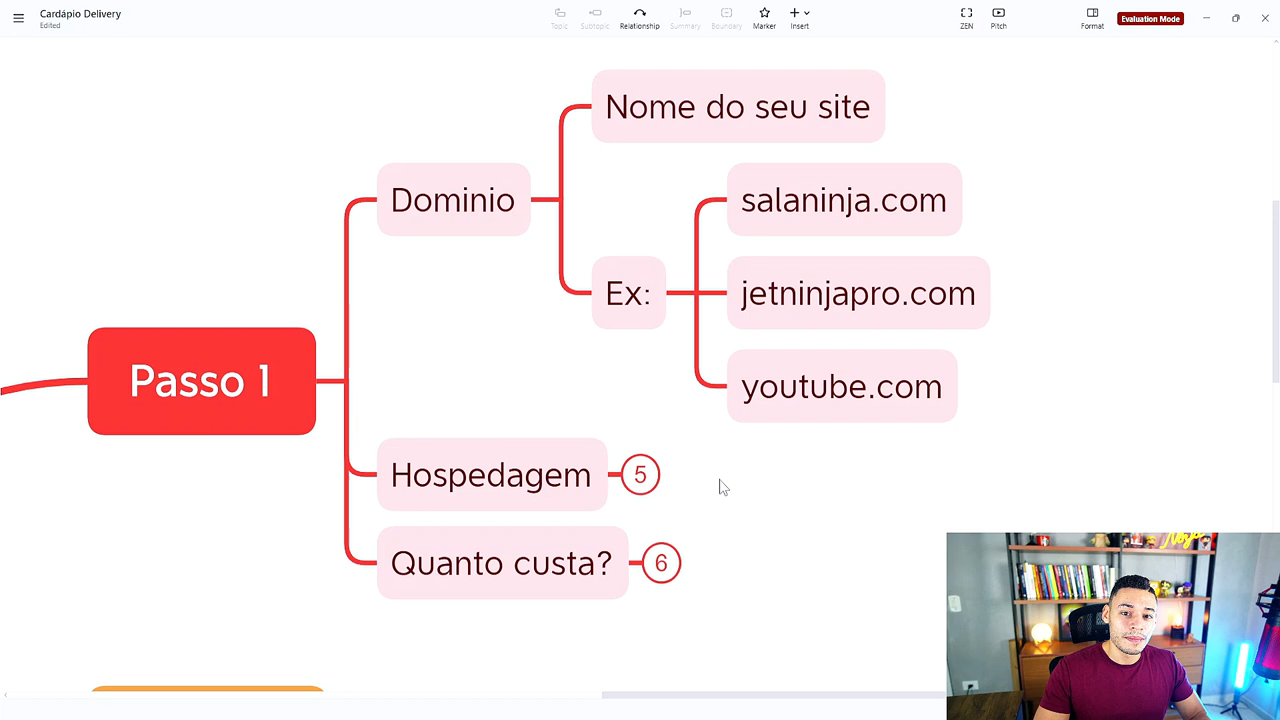 Cardápio Delivery
Edited
Topic
Subtopic
Relationship
Summary
Boundary
Marker
Insert
ZEN
Pitch
Format
Evaluation Mode
Nome do seu site
Dominio
salaninja.com
Ex:
jetninjapro.com
youtube.com
Passo 1
Hospedagem
5
Quanto custa?
6